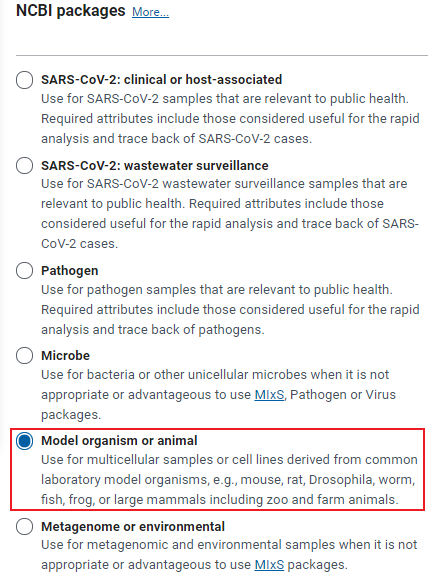 NCBI packages More...
SARS-CoV-2: clinical or host-associated
Use for SARS-CoV-2 samples that are relevant to public health.
Required attributes include those considered useful for the rapid
analysis and trace back of SARS-CoV-2 cases.
SARS-CoV-2: wastewater surveillance
Use for SARS-CoV-2 wastewater surveillance samples that are
relevant to public health. Required attributes include those
considered useful for the rapid analysis and trace back of SARS-
CoV-2 cases.
Pathogen
Use for pathogen samples that are relevant to public health.
Required attributes include those considered useful for the rapid
analysis and trace back of pathogens.
Microbe
Use for bacteria or other unicellular microbes when it is not
appropriate or advantageous to use MIxS, Pathogen or Virus
packages.
Model organism or animal
Use for multicellular samples or cell lines derived from common
laboratory model organisms, e.g., mouse, rat, Drosophila, worm,
fish, frog, or large mammals including zoo and farm animals.
Metagenome or environmental
Use for metagenomic and environmental samples when it is not
appropriate or advantageous to use MIxS packages.